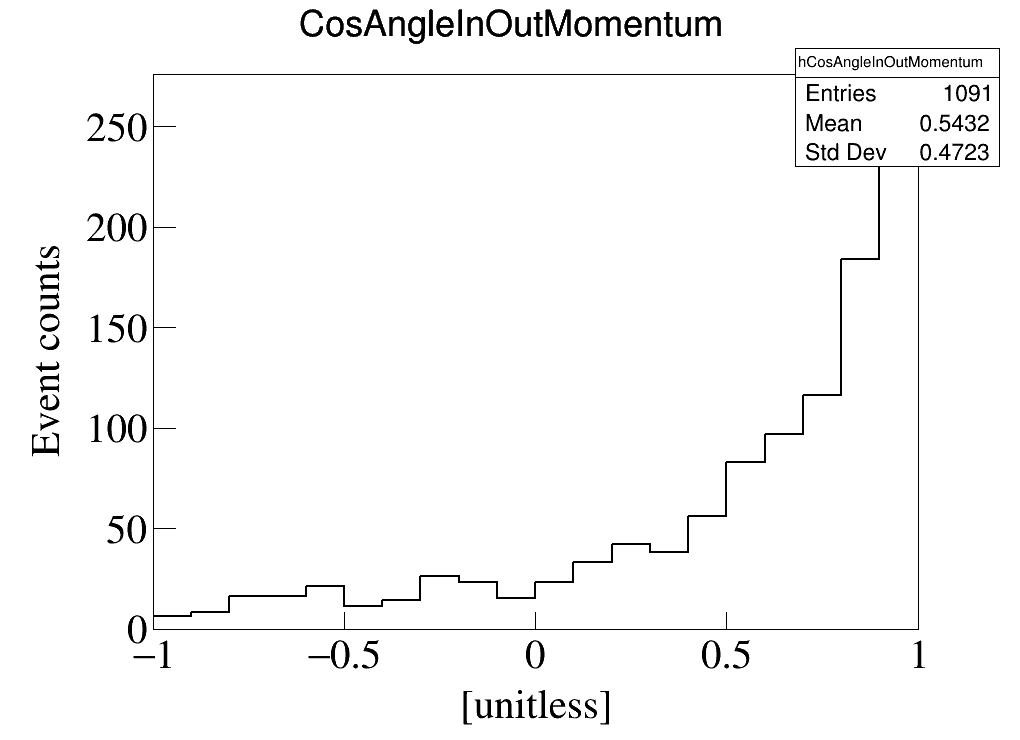 CosAngleInOutMomentum
hCosAngleInOutMomentum
Entries 1091
Mean 0.5432
Std Dev 0.4723
250
200
150
100
50
0
Event counts
−1 −0.5 0 0.5 1
[unitless]